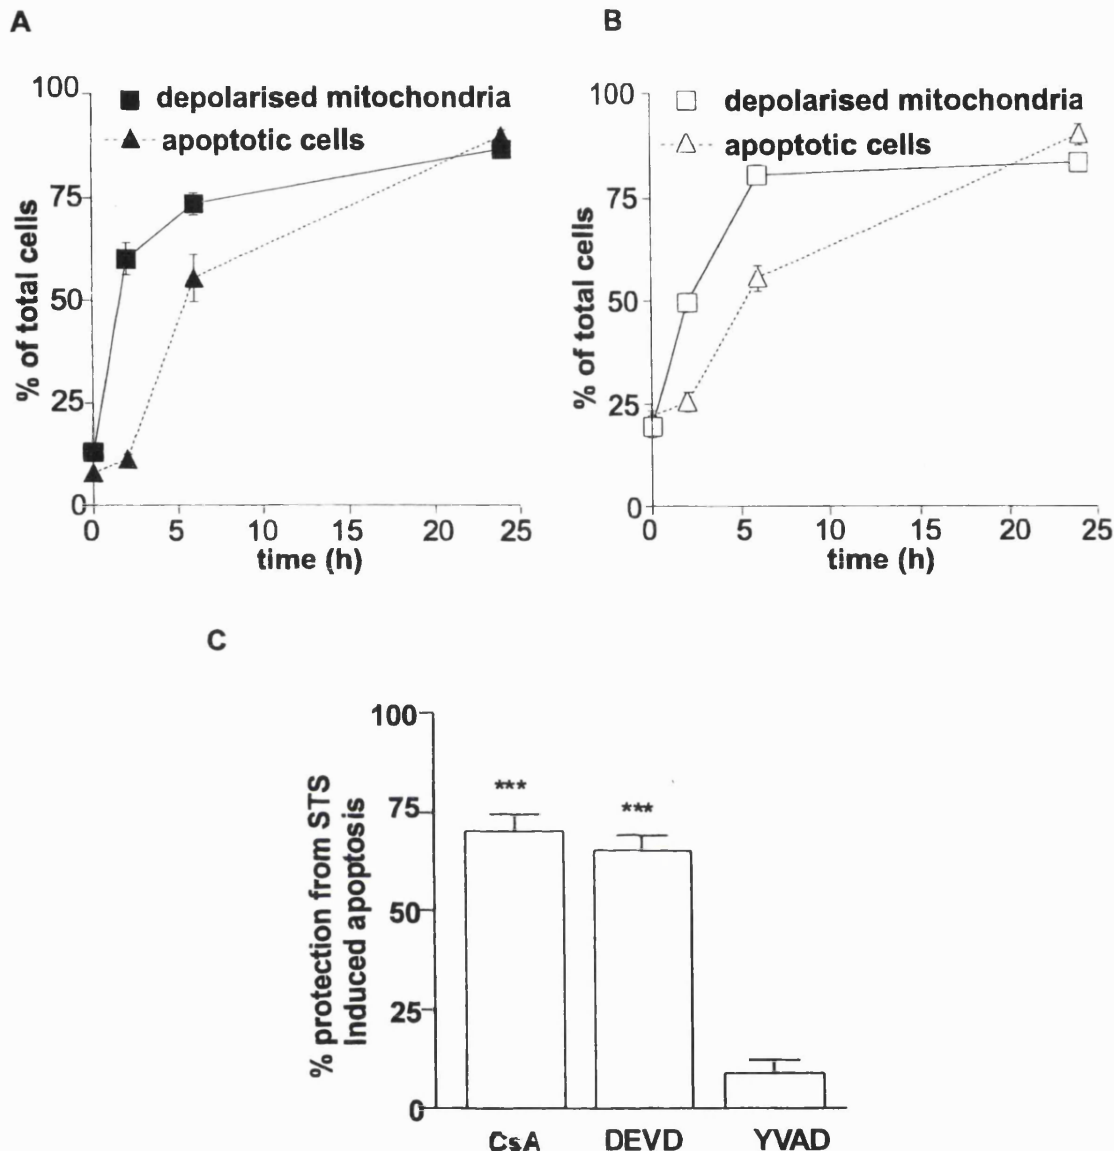 A
100
75
50
25
0
% of total cells
depolarised mitochondria
apoptotic cells
0 5 10 15 20 25
time (h)
B
100
75
50
25
0
% of total cells
depolarised mitochondria
apoptotic cells
0 5 10 15 20 25
time (h)
C
100
75
50
25
0
% protection from STS
Induced apoptosis
***
***
CsA DEVD YVAD